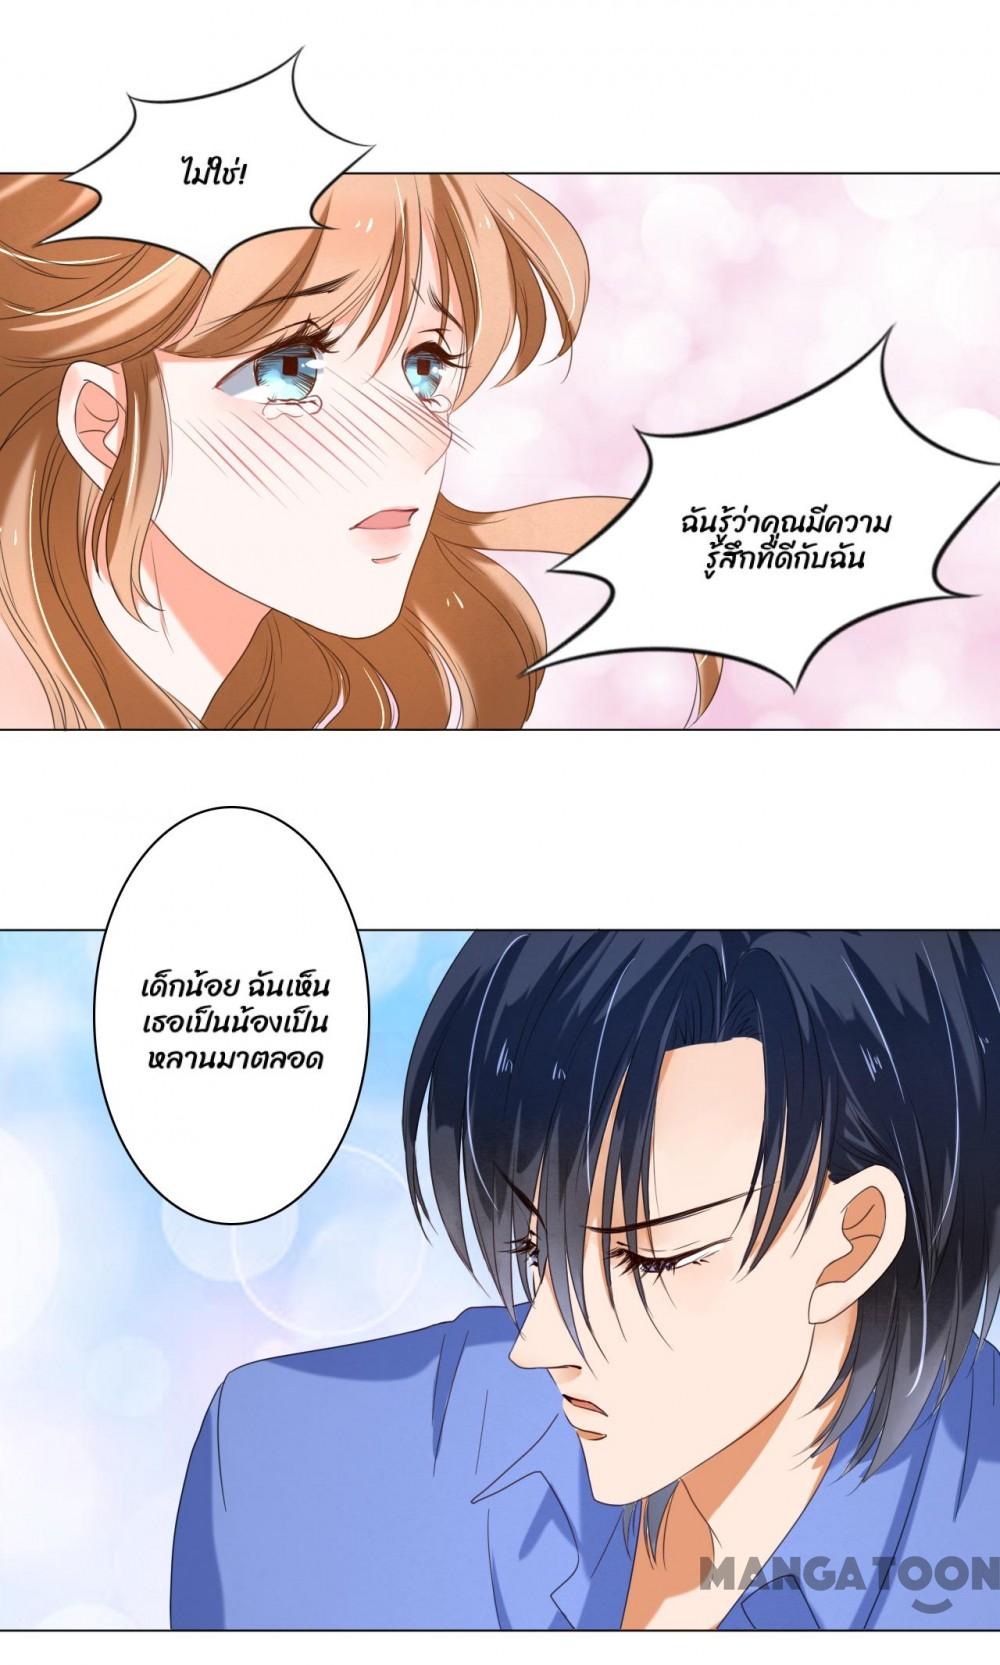 ไม่ใช่!
ฉันรู้ว่าคุณมีความ
รู้สึกที่ดีกับฉัน
เด็กน้อย ฉันเห็น
เธอเป็นน้องเป็น
หลานมาตลอด
MANGATOON